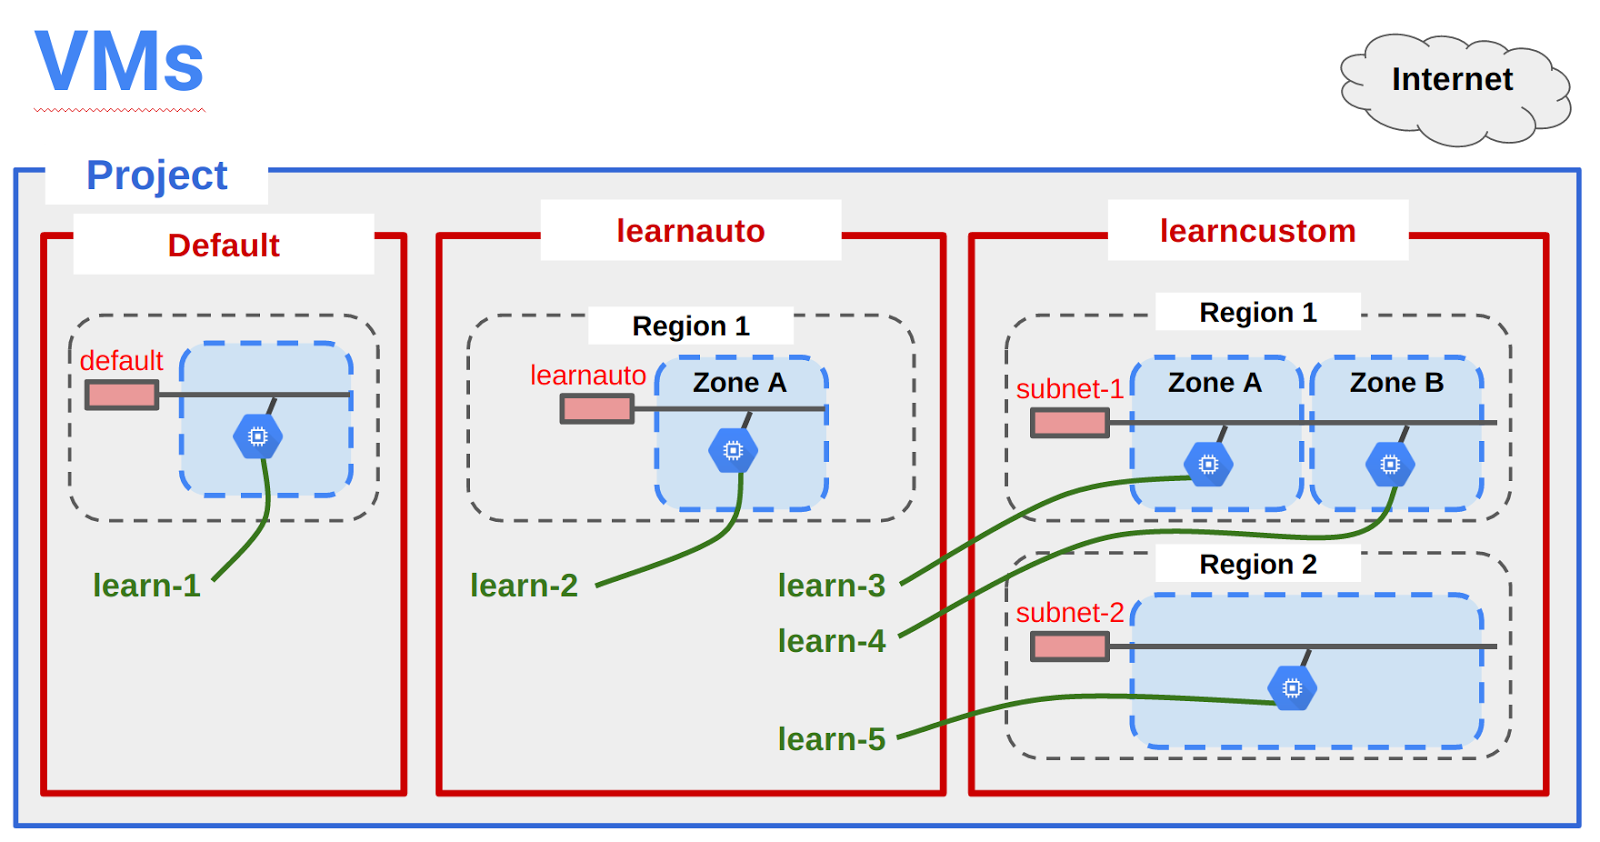 VMs
Internet
Project
Default
learnauto
learncustom
default
learn-1
Region 1
learnauto
Zone A
learn-2
Region 1
subnet-1
Zone A
Zone B
learn-3
learn-4
Region 2
subnet-2
learn-5